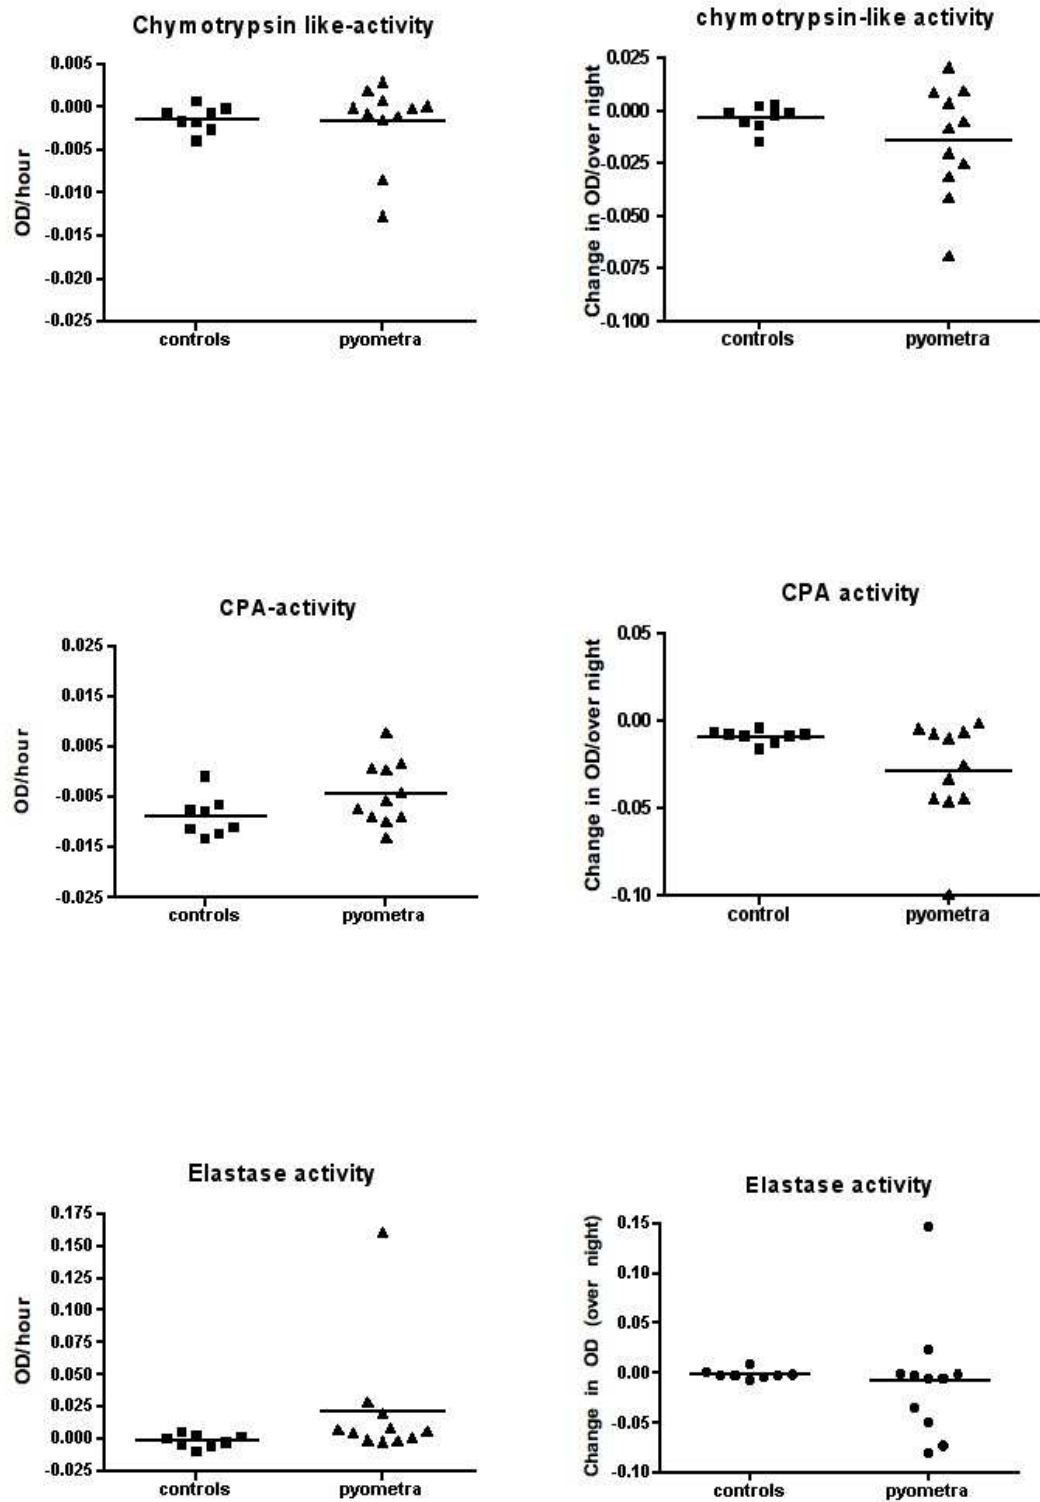 Chymotrypsin like-activity
OD/hour
0.005
0.000
-0.005
-0.010
-0.015
-0.020
-0.025
controls pyometra
chymotrypsin-like activity
Change in OD/over night
0.025
0.000
-0.025
-0.050
-0.075
-0.100
controls pyometra
CPA-activity
OD/hour
0.025
0.015
0.005
-0.005
-0.015
-0.025
controls pyometra
CPA activity
Change in OD/over night
0.05
0.00
-0.05
-0.10
control pyometra
Elastase activity
OD/hour
0.175
0.150
0.125
0.100
0.075
0.050
0.025
0.000
-0.025
controls pyometra
Elastase activity
Change in OD (over night)
0.15
0.10
0.05
0.00
-0.05
-0.10
controls pyometra